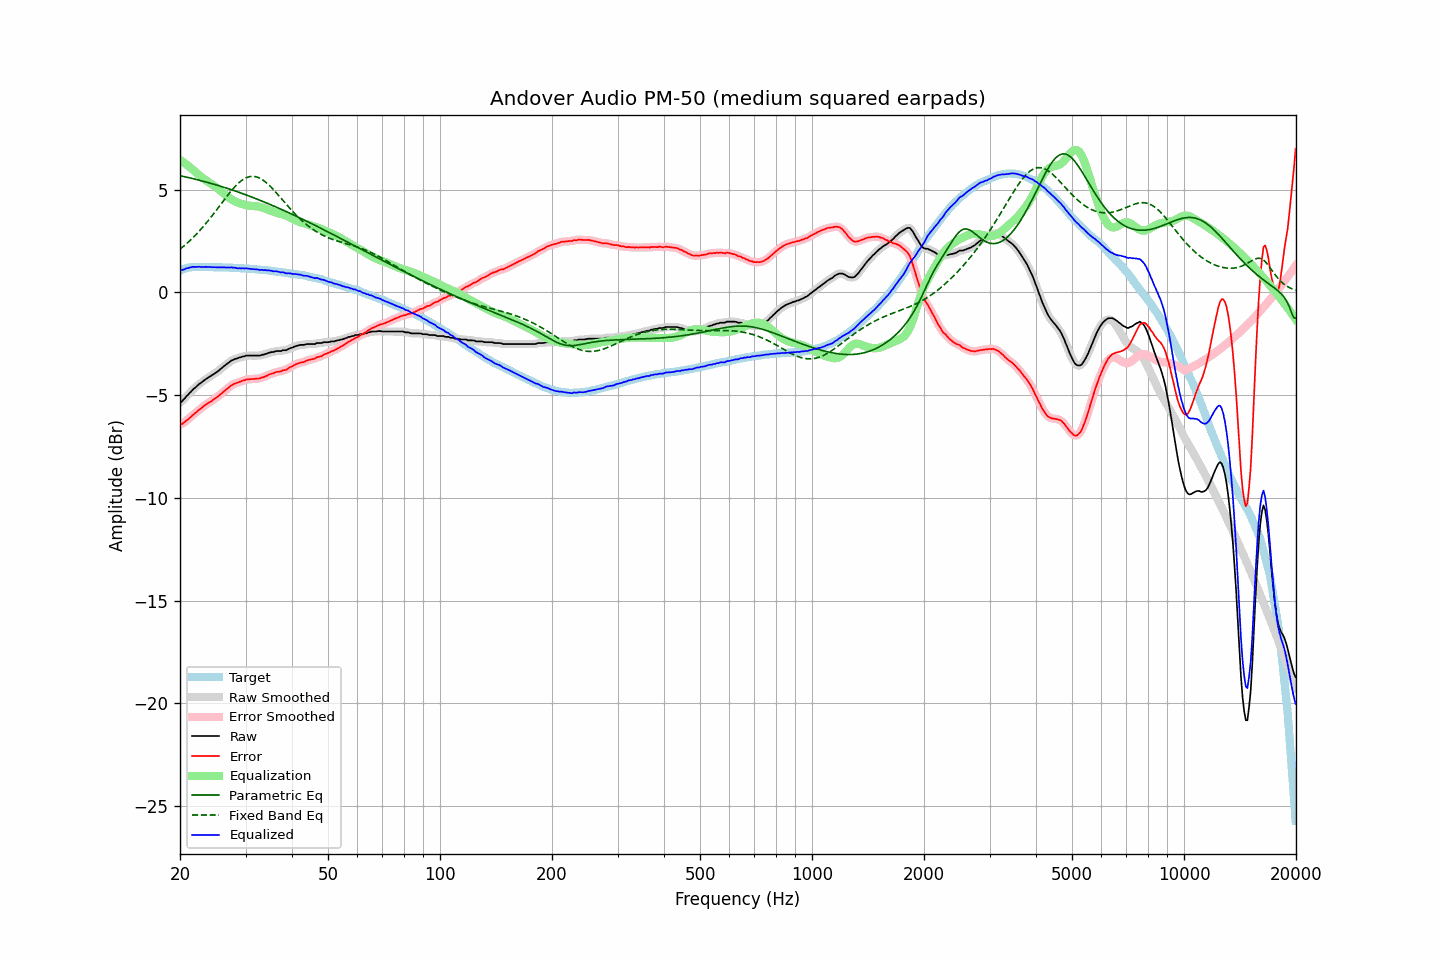 Andover Audio PM-50 (medium squared earpads)
Amplitude (dBr)
5
0
−5
−10
−15
−20
−25
Target
Raw Smoothed
Error Smoothed
Raw
Error
Equalization
Parametric Eq
Fixed Band Eq
Equalized
20 50 100 200 500 1000 2000 5000 10000 20000
Frequency (Hz)